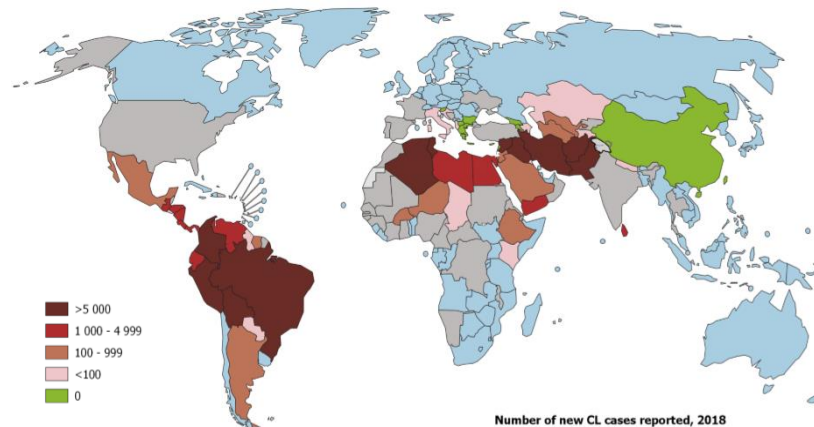 >5 000
1 000 - 4 999
100 - 999
<100
0
Number of new CL cases reported, 2018